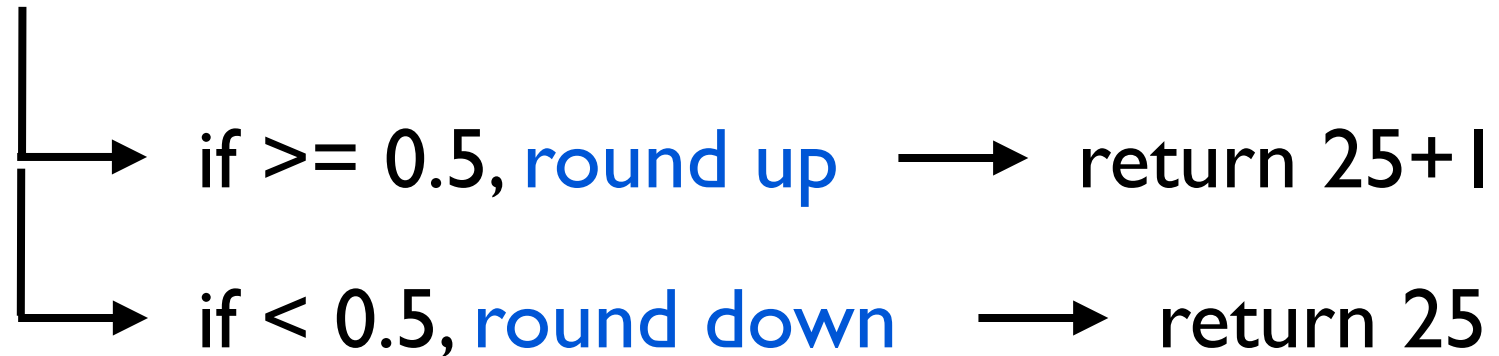 if >= 0.5, round up → return 25+1
if < 0.5, round down → return 25